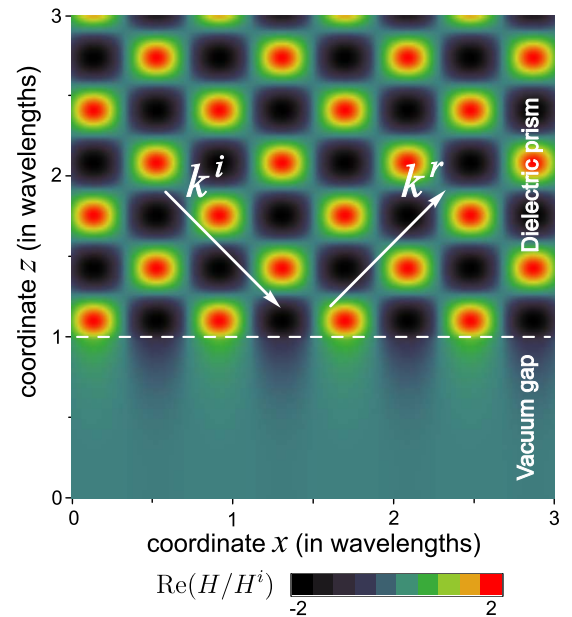 3
2
1
0
coordinate z (in wavelengths)
k^i
k^r
Dielectric prism
Vacuum gap
0 1 2 3
coordinate x (in wavelengths)
Re(H/H^i)
-2 2